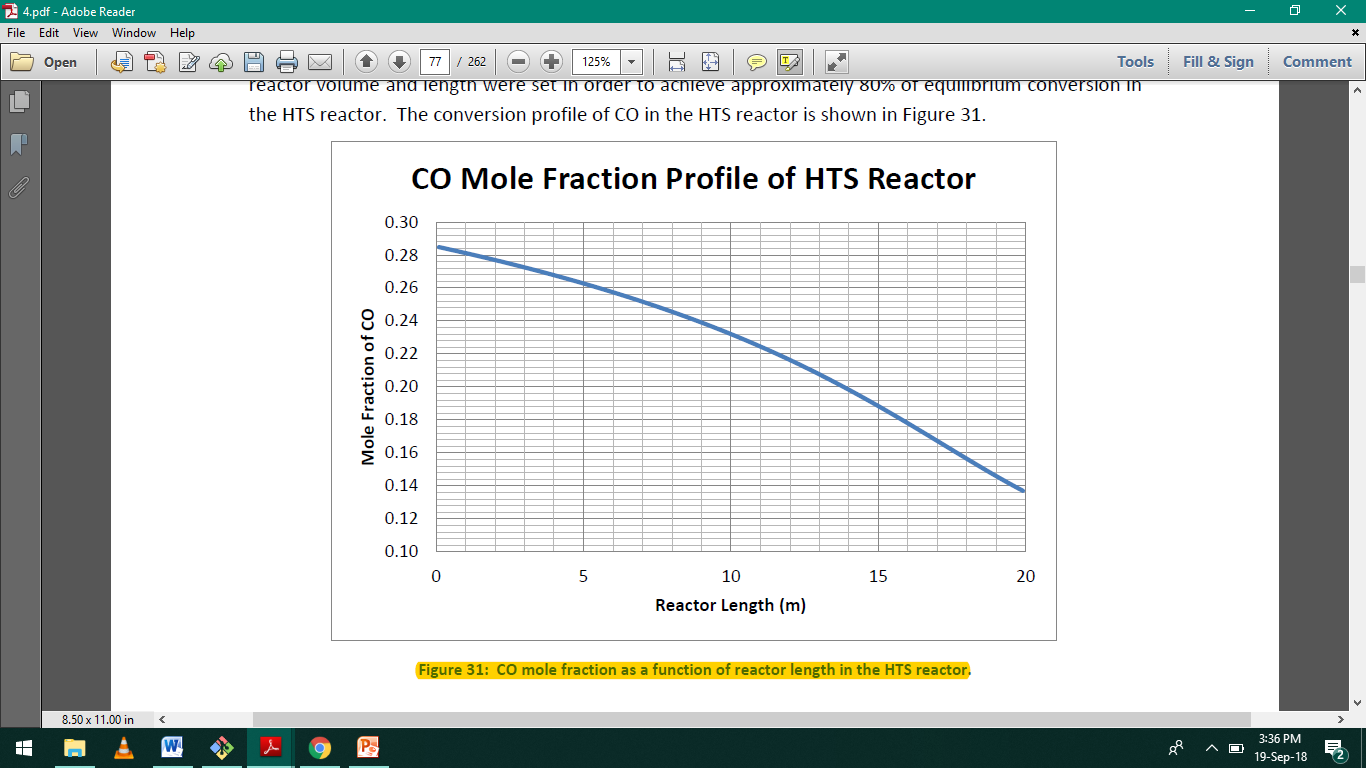 4.pdf - Adobe Reader
File Edit View Window Help
Open 77 / 262 125% Tools Fill & Sign Comment
reactor volume and length were set in order to achieve approximately 80% of equilibrium conversion in
the HTS reactor. The conversion profile of CO in the HTS reactor is shown in Figure 31.
CO Mole Fraction Profile of HTS Reactor
0.30
0.28
0.26
0.24
0.22
0.20
0.18
0.16
0.14
0.12
0.10
Mole Fraction of CO
0 5 10 15 20
Reactor Length (m)
Figure 31: CO mole fraction as a function of reactor length in the HTS reactor.
8.50 x 11.00 in
3:36 PM
19-Sep-18
2